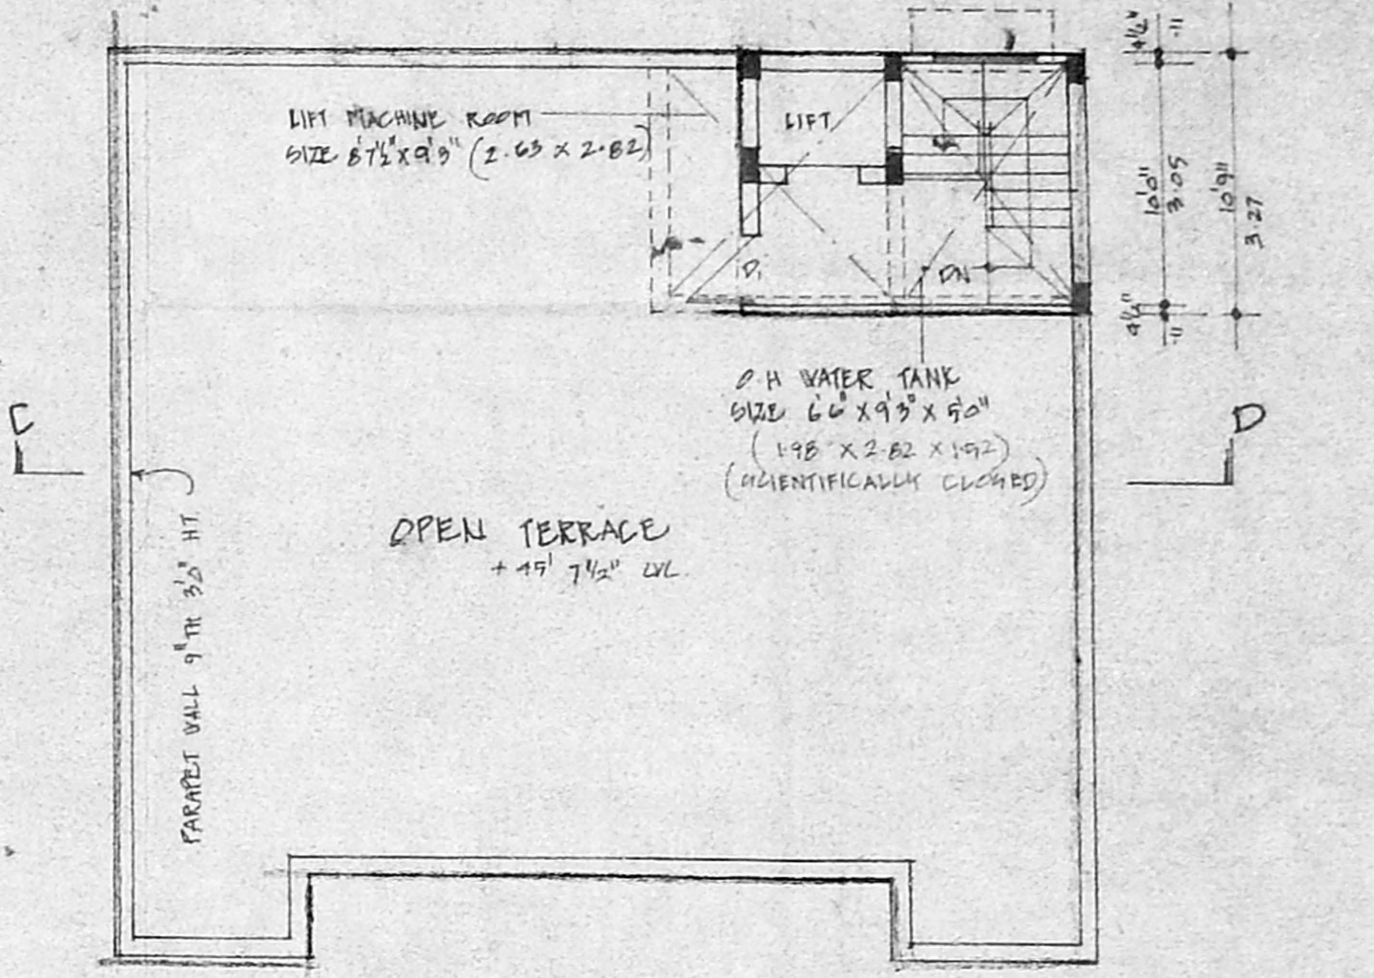 LIFT MACHINE ROOM
SIZE 8'7½" X 9'3" (2.63 X 2.82)
LIFT
D1
DN
O.H WATER TANK
SIZE 6'6" X 9'3" X 5'0"
(1.98 X 2.82 X 1.52)
(SCIENTIFICALLY CLOSED)
OPEN TERRACE
+ 45' 7½" LVL.
PARAPET WALL 9" TH 3'0" HT
C
D
4½"
.11
10'0"
3.05
10'9"
3.27
4½"
.11